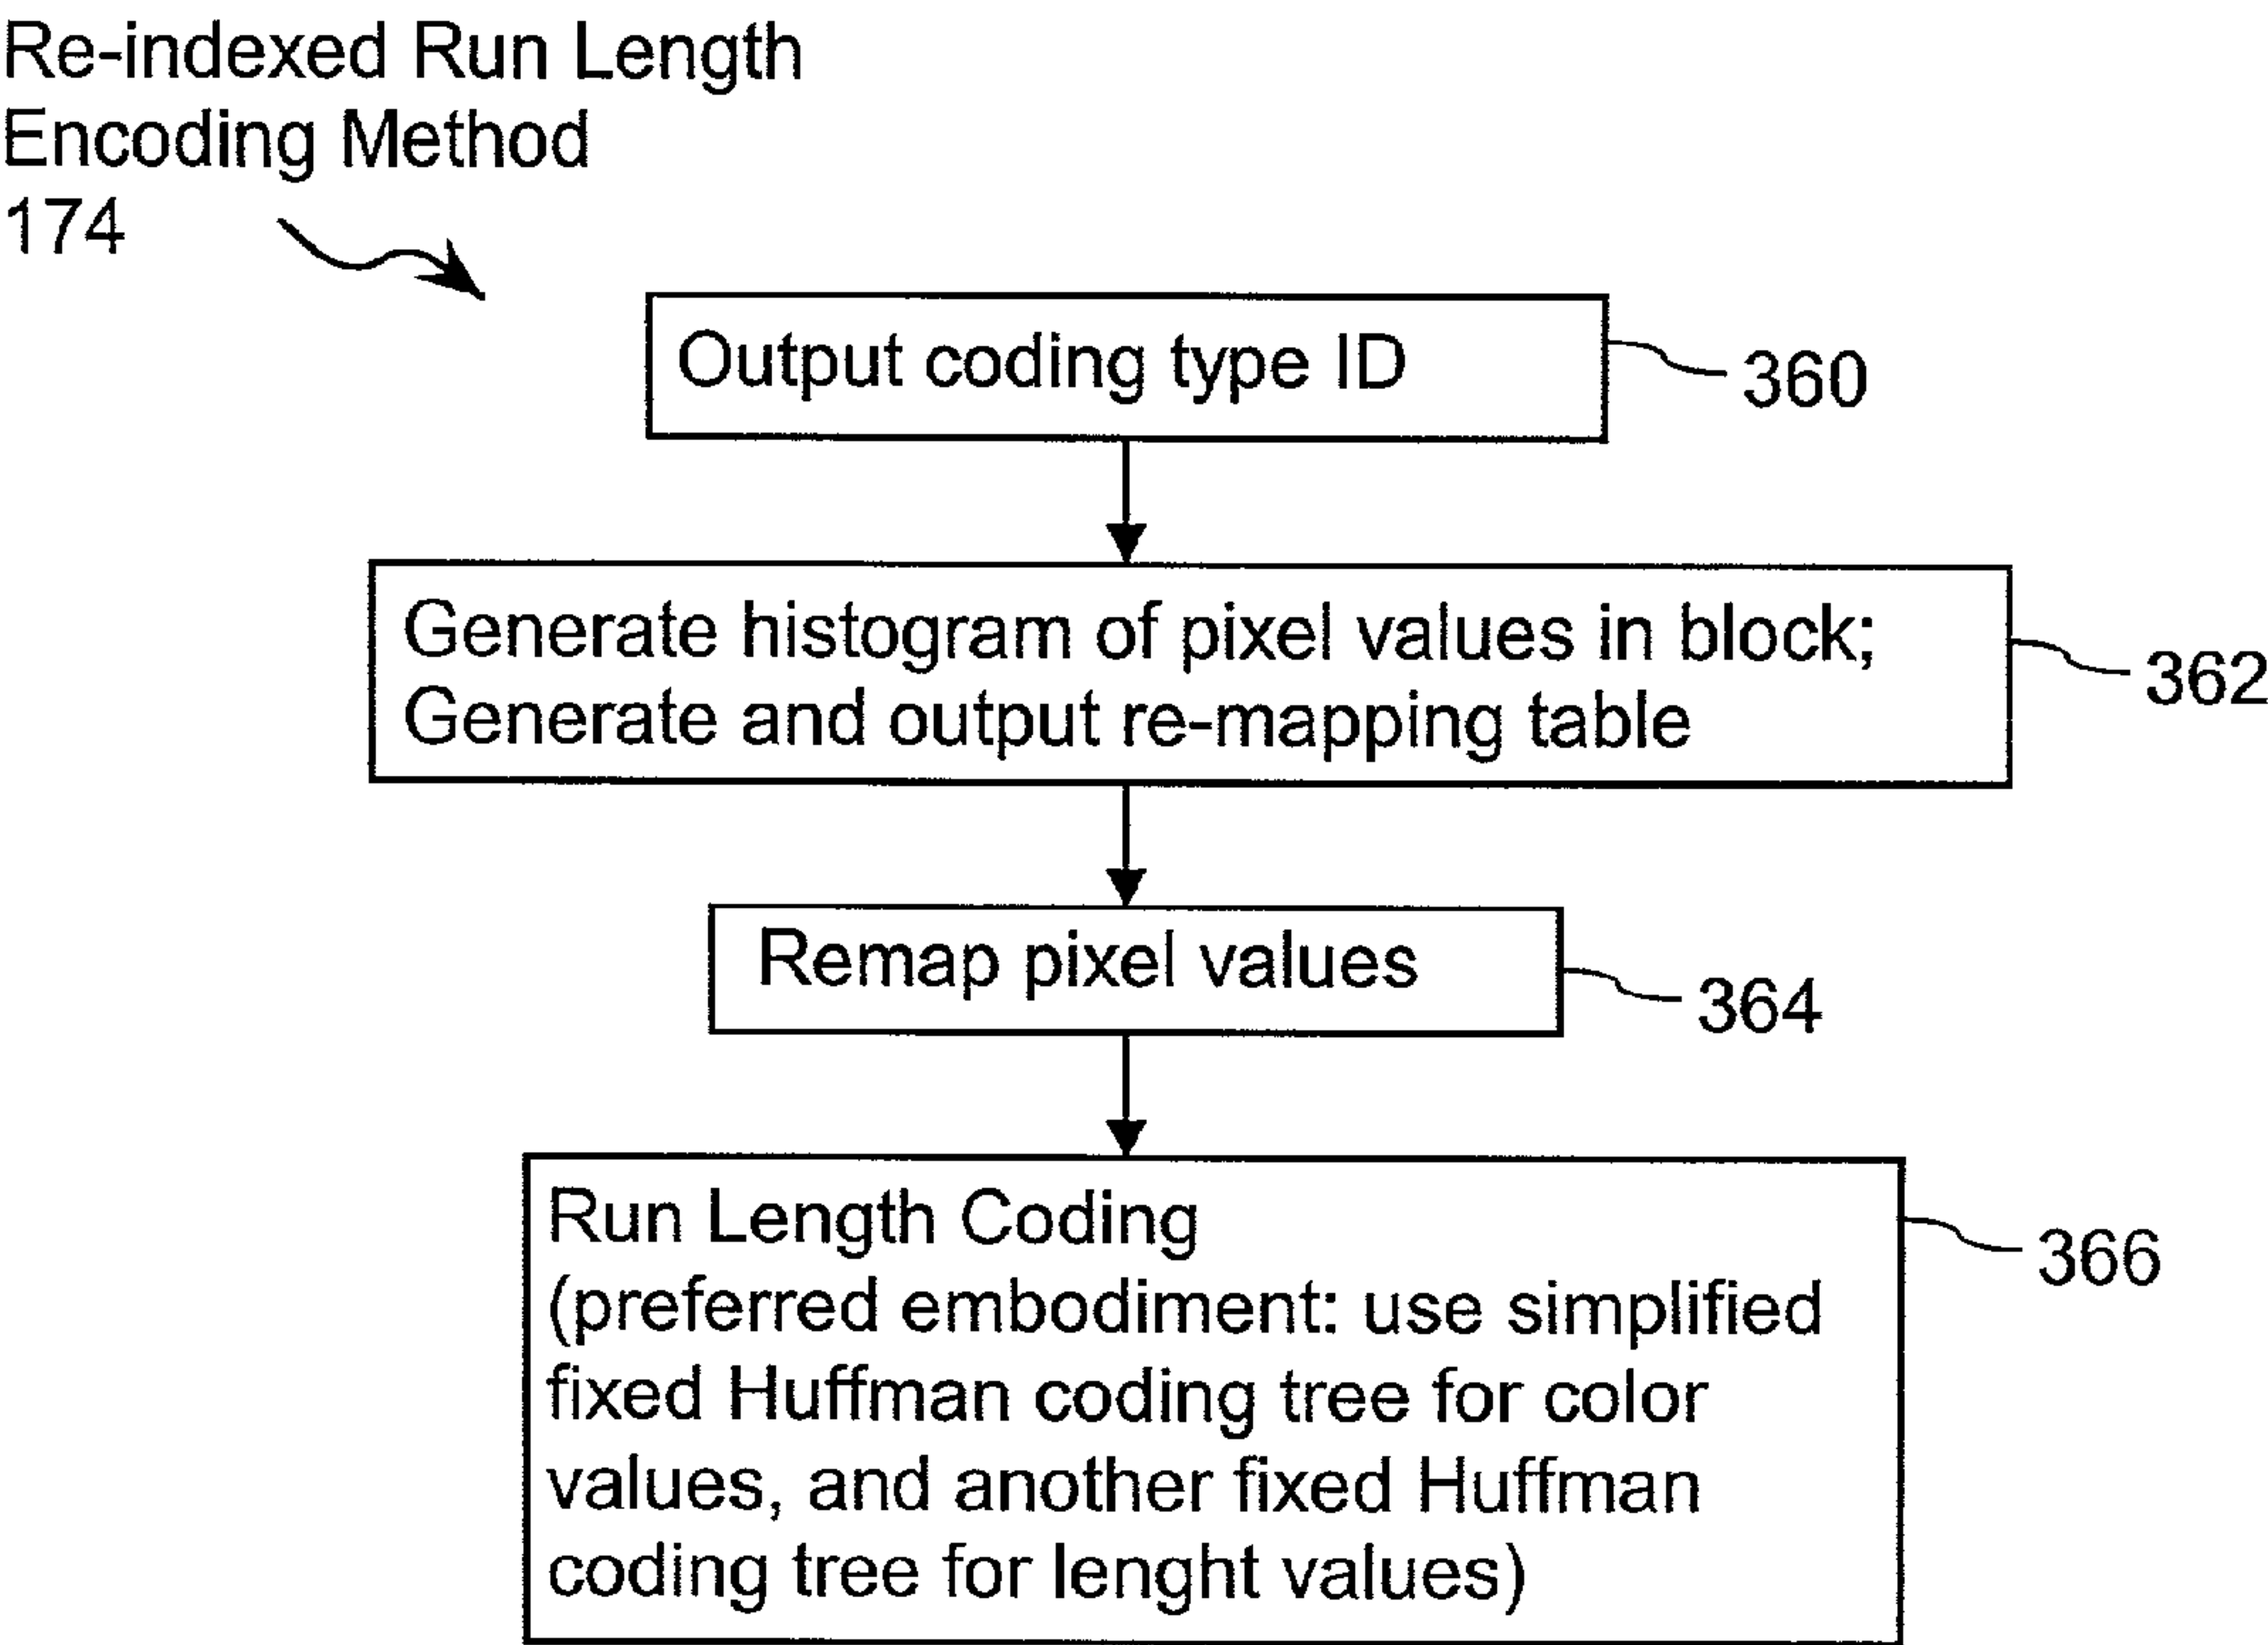 Re-indexed Run Length
Encoding Method
174
Output coding type ID
360
Generate histogram of pixel values in block;
Generate and output re-mapping table
362
Remap pixel values
364
Run Length Coding
(preferred embodiment: use simplified
fixed Huffman coding tree for color
values, and another fixed Huffman
coding tree for lenght values)
366